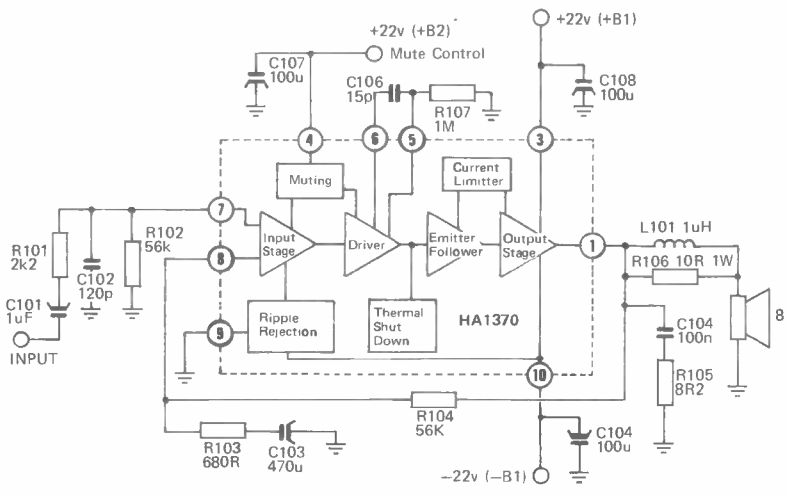 +22v (+B2)
Mute Control
+22v (+B1)
C107
100u
C106
15p
R107
1M
C108
100u
4
6
5
3
Muting
Current
Limitter
7
R101
2k2
C102
120p
R102
56k
8
Input
Stage
Driver
Emitter
Follower
Output
Stage
1
L101 1uH
R106 10R 1W
C101
1uF
INPUT
9
Ripple
Rejection
Thermal
Shut
Down
HA1370
8
C104
100n
10
R105
8R2
R104
56K
R103
680R
C103
470u
C104
100u
−22v (−B1)